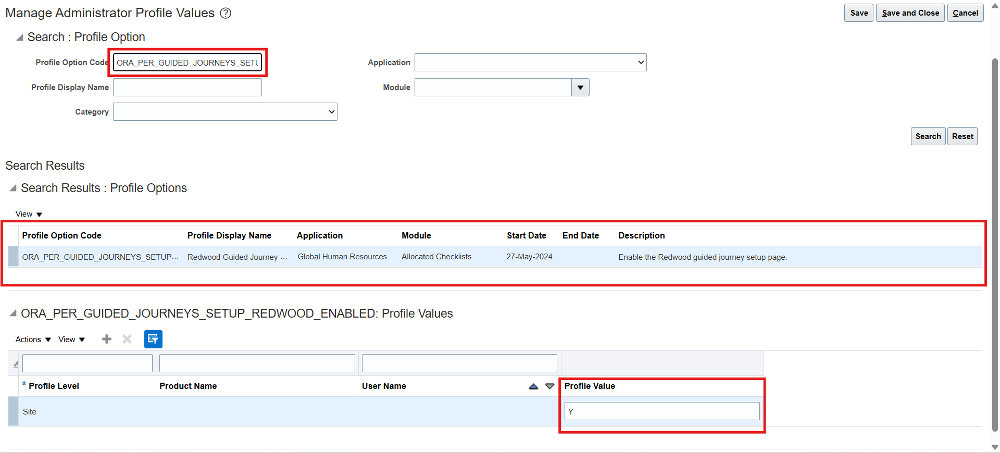 Manage Administrator Profile Values ?
Save
Save and Close
Cancel
Search : Profile Option
Profile Option Code ORA_PER_GUIDED_JOURNEYS_SETU
Application
Profile Display Name
Module
Category
Search
Reset
Search Results
Search Results : Profile Options
View
Profile Option Code Profile Display Name Application Module Start Date End Date Description
ORA_PER_GUIDED_JOURNEYS_SETUP... Redwood Guided Journey ... Global Human Resources Allocated Checklists 27-May-2024 Enable the Redwood guided journey setup page.
ORA_PER_GUIDED_JOURNEYS_SETUP_REDWOOD_ENABLED: Profile Values
Actions View
* Profile Level Product Name User Name Profile Value
Site Y